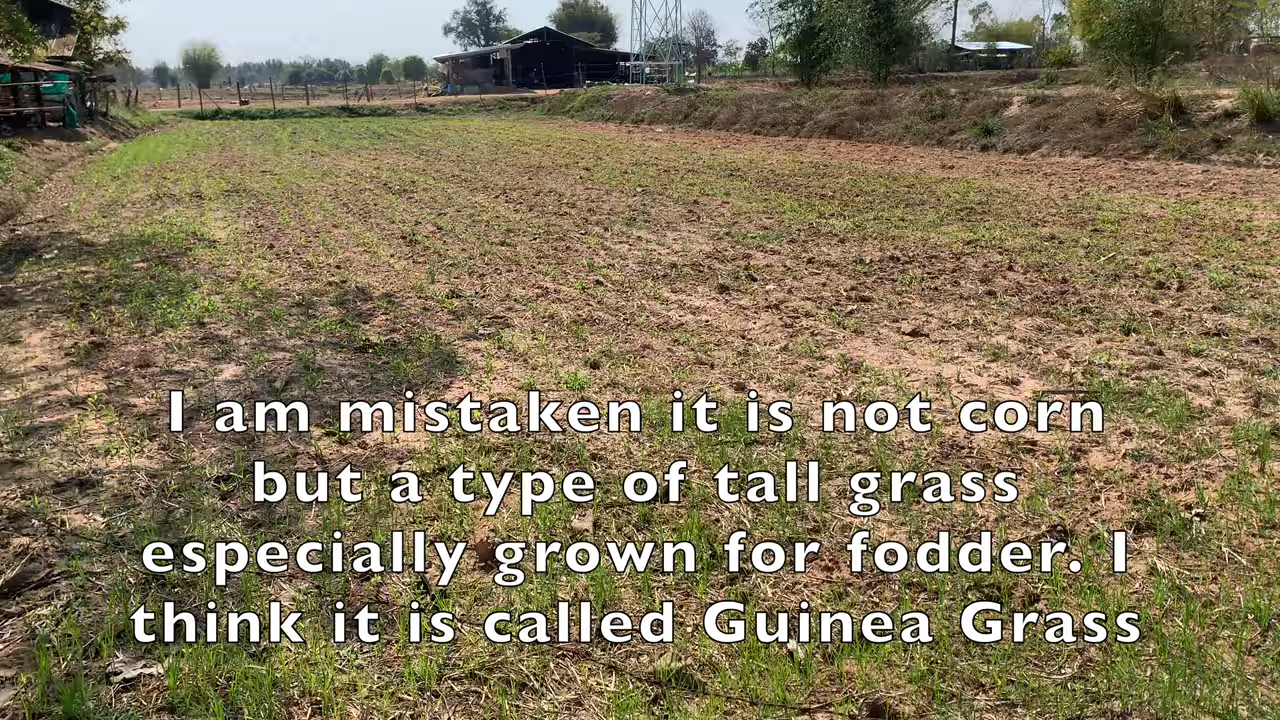 I am mistaken it is not corn
but a type of tall grass
especially grown for fodder. I
think it is called Guinea Grass